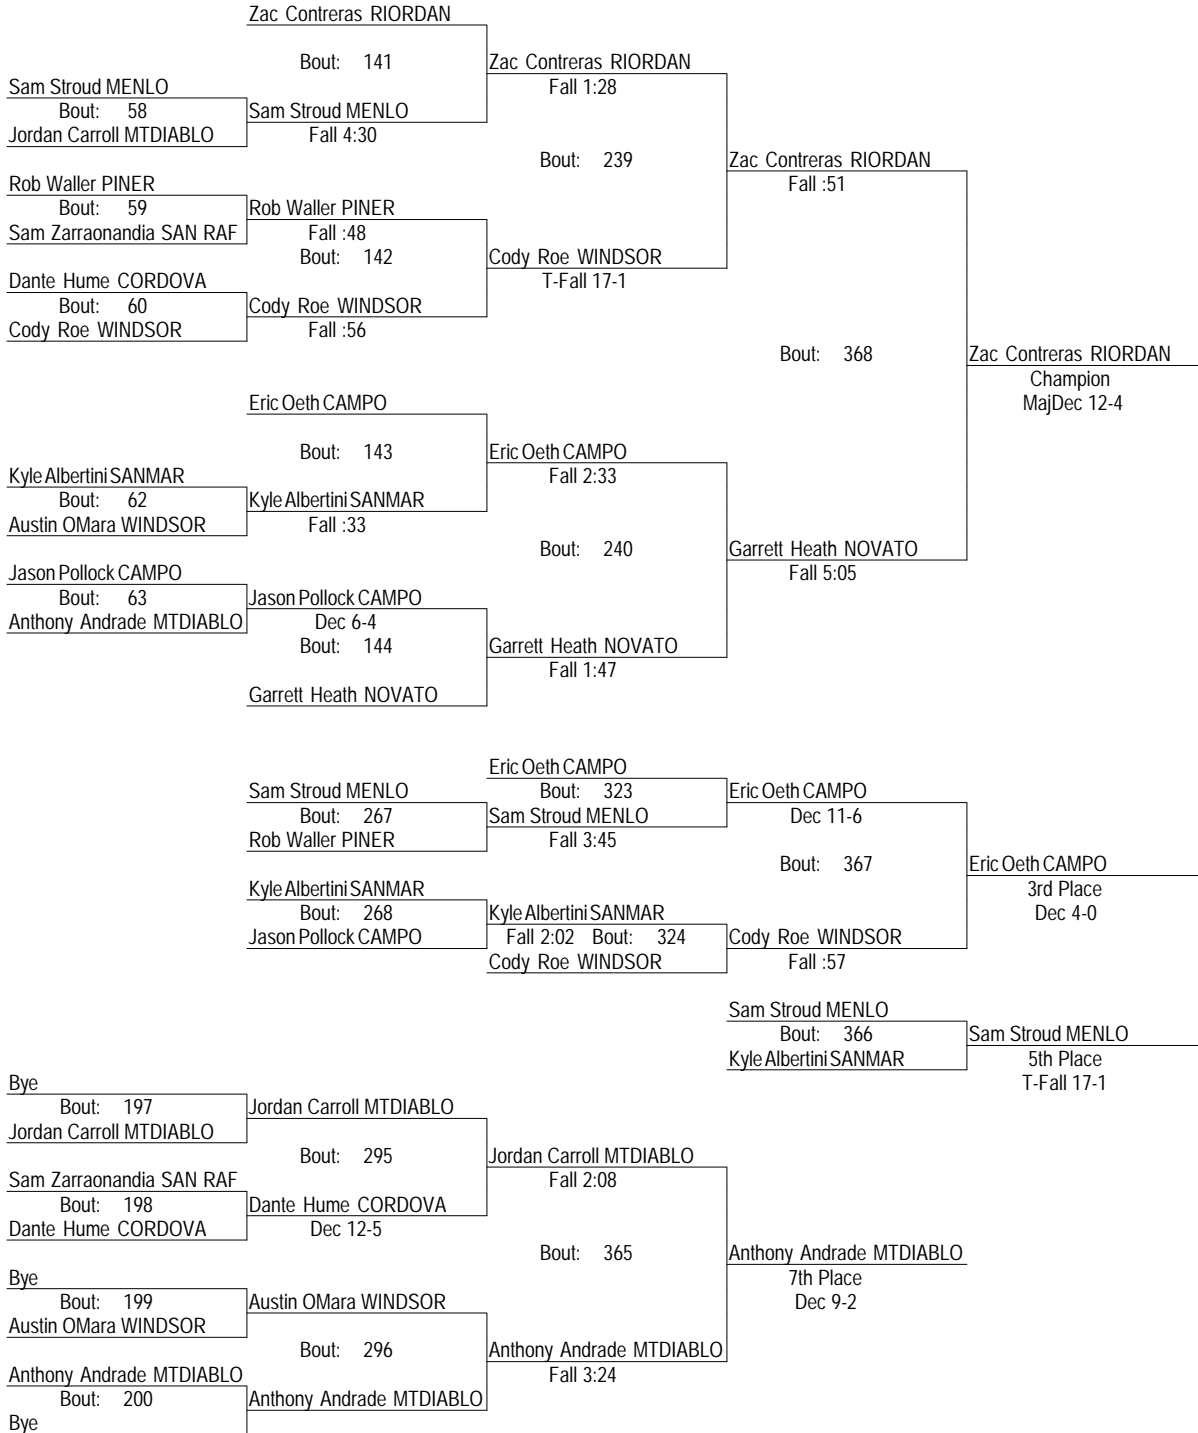 Zac Contreras RIORDAN
Bout: 141
Zac Contreras RIORDAN
Sam Stroud MENLO
Fall 1:28
Bout: 58
Sam Stroud MENLO
Jordan Carroll MTDIABLO
Fall 4:30
Bout: 239
Zac Contreras RIORDAN
Rob Waller PINER
Fall :51
Bout: 59
Rob Waller PINER
Sam Zarraonandia SAN RAF
Fall :48
Bout: 142
Cody Roe WINDSOR
Dante Hume CORDOVA
T-Fall 17-1
Bout: 60
Cody Roe WINDSOR
Cody Roe WINDSOR
Fall :56
Bout: 368
Zac Contreras RIORDAN
Champion
Eric Oeth CAMPO
MajDec 12-4
Bout: 143
Eric Oeth CAMPO
Kyle Albertini SANMAR
Fall 2:33
Bout: 62
Kyle Albertini SANMAR
Austin OMara WINDSOR
Fall :33
Bout: 240
Garrett Heath NOVATO
Jason Pollock CAMPO
Fall 5:05
Bout: 63
Jason Pollock CAMPO
Anthony Andrade MTDIABLO
Dec 6-4
Bout: 144
Garrett Heath NOVATO
Fall 1:47
Garrett Heath NOVATO
Eric Oeth CAMPO
Sam Stroud MENLO
Bout: 323
Eric Oeth CAMPO
Bout: 267
Sam Stroud MENLO
Dec 11-6
Rob Waller PINER
Fall 3:45
Bout: 367
Eric Oeth CAMPO
Kyle Albertini SANMAR
3rd Place
Bout: 268
Kyle Albertini SANMAR
Dec 4-0
Jason Pollock CAMPO
Fall 2:02 Bout: 324
Cody Roe WINDSOR
Cody Roe WINDSOR
Fall :57
Sam Stroud MENLO
Bout: 366
Sam Stroud MENLO
Kyle Albertini SANMAR
5th Place
Bye
T-Fall 17-1
Bout: 197
Jordan Carroll MTDIABLO
Jordan Carroll MTDIABLO
Bout: 295
Jordan Carroll MTDIABLO
Sam Zarraonandia SAN RAF
Fall 2:08
Bout: 198
Dante Hume CORDOVA
Dante Hume CORDOVA
Dec 12-5
Bout: 365
Anthony Andrade MTDIABLO
Bye
7th Place
Bout: 199
Austin OMara WINDSOR
Dec 9-2
Austin OMara WINDSOR
Bout: 296
Anthony Andrade MTDIABLO
Anthony Andrade MTDIABLO
Fall 3:24
Bout: 200
Anthony Andrade MTDIABLO
Bye